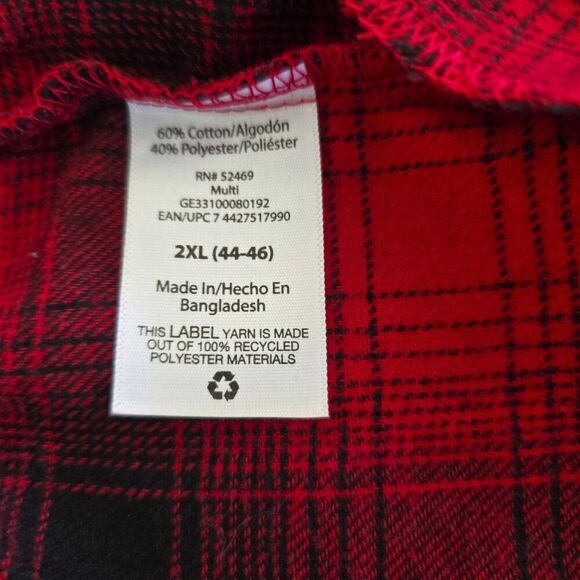 60% Cotton/Algodón
40% Polyester/Poliéster
RN# 52469
Multi
GE33100080192
EAN/UPC 7 4427517990
2XL (44-46)
Made In/Hecho En
Bangladesh
THIS LABEL YARN IS MADE
OUT OF 100% RECYCLED
POLYESTER MATERIALS